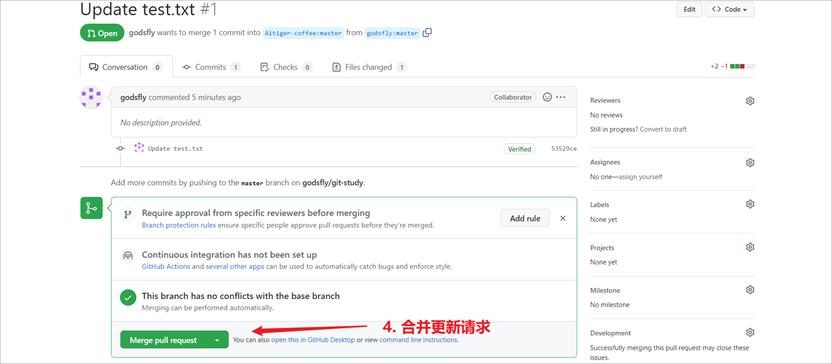 Update test.txt #1
Edit
Code
Open
godsfly wants to merge 1 commit into Aitiger-coffee:master from godsfly:master
Conversation 0
Commits 1
Checks 0
Files changed 1
+2 −1
godsfly commented 5 minutes ago
Collaborator
No description provided.
Update test.txt
Verified
53529ce
Add more commits by pushing to the master branch on godsfly/git-study.
Require approval from specific reviewers before merging
Branch protection rules ensure specific people approve pull requests before they're merged.
Add rule
Continuous integration has not been set up
GitHub Actions and several other apps can be used to automatically catch bugs and enforce style.
This branch has no conflicts with the base branch
Merging can be performed automatically.
Merge pull request
You can also open this in GitHub Desktop or view command line instructions.
4. 合并更新请求
Reviewers
No reviews
Still in progress? Convert to draft
Assignees
No one—assign yourself
Labels
None yet
Projects
None yet
Milestone
No milestone
Development
Successfully merging this pull request may close these
issues.